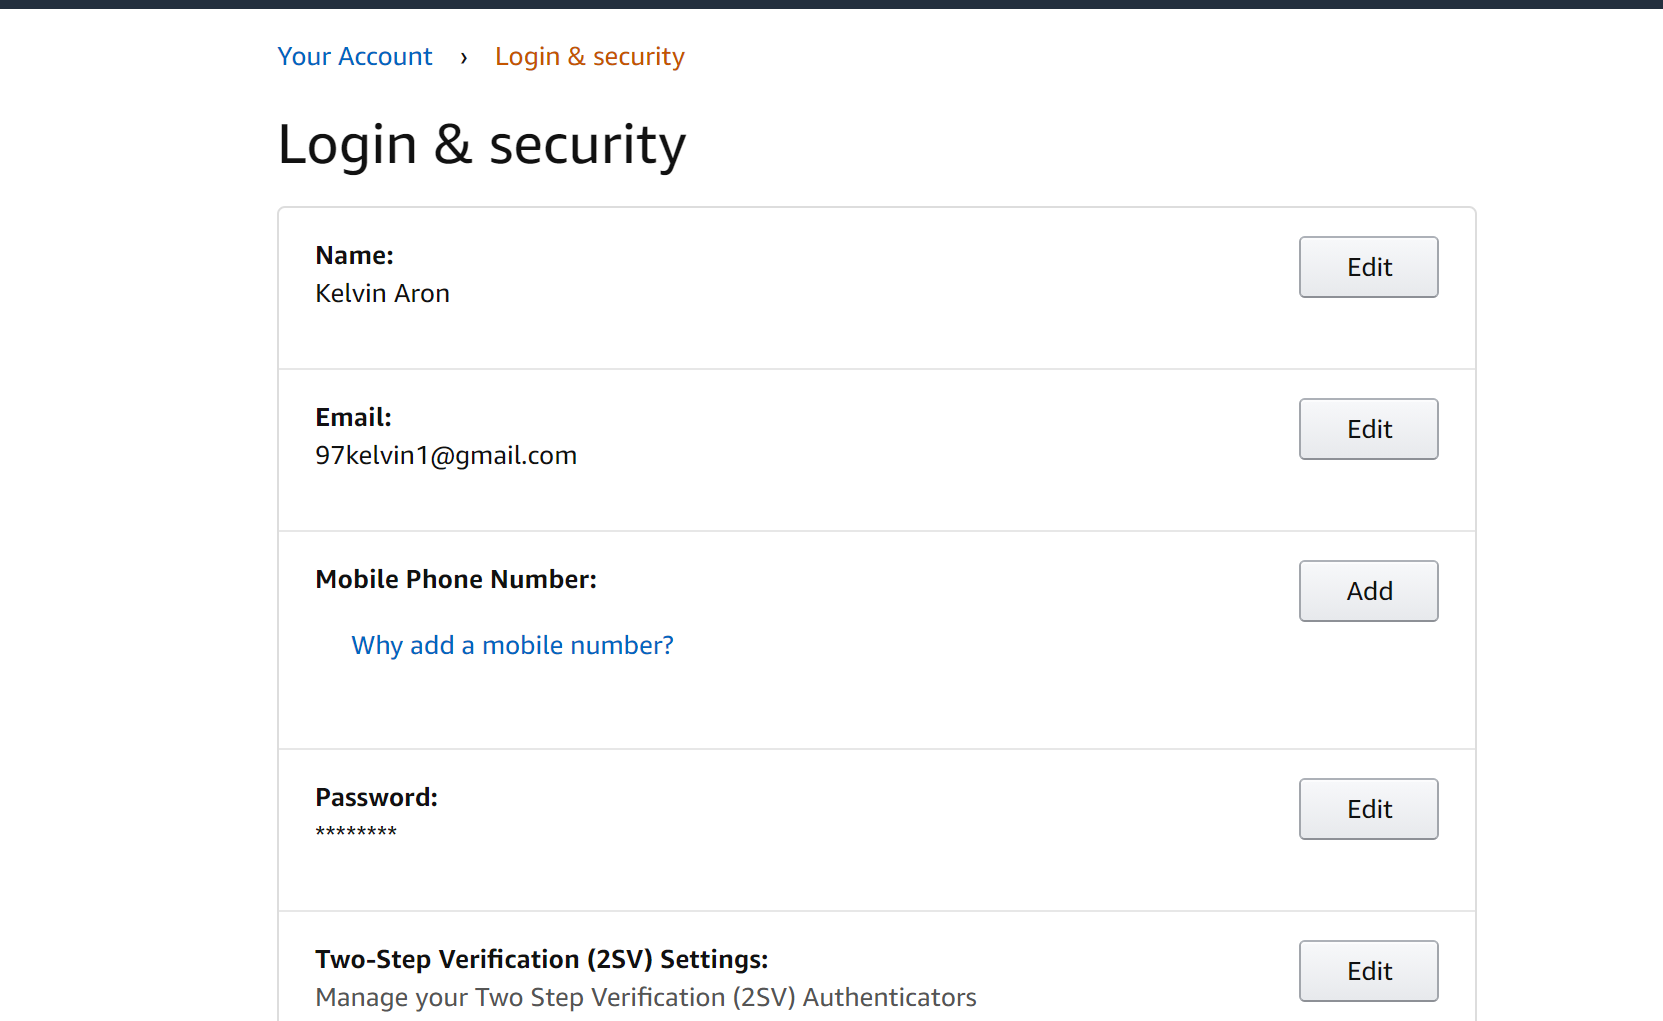 Your Account › Login & security
Login & security
Name:
Kelvin Aron
Edit
Email:
97kelvin1@gmail.com
Edit
Mobile Phone Number:
Add
Why add a mobile number?
Password:
********
Edit
Two-Step Verification (2SV) Settings:
Manage your Two Step Verification (2SV) Authenticators
Edit